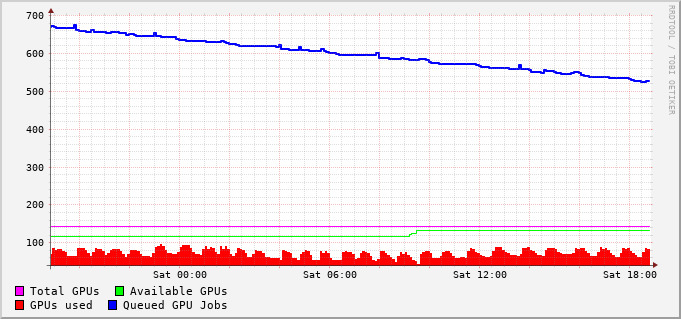 700
600
500
400
300
200
100
Sat 00:00 Sat 06:00 Sat 12:00 Sat 18:00
Total GPUs Available GPUs
GPUs used Queued GPU Jobs
RRDTOOL / TOBI OETIKER